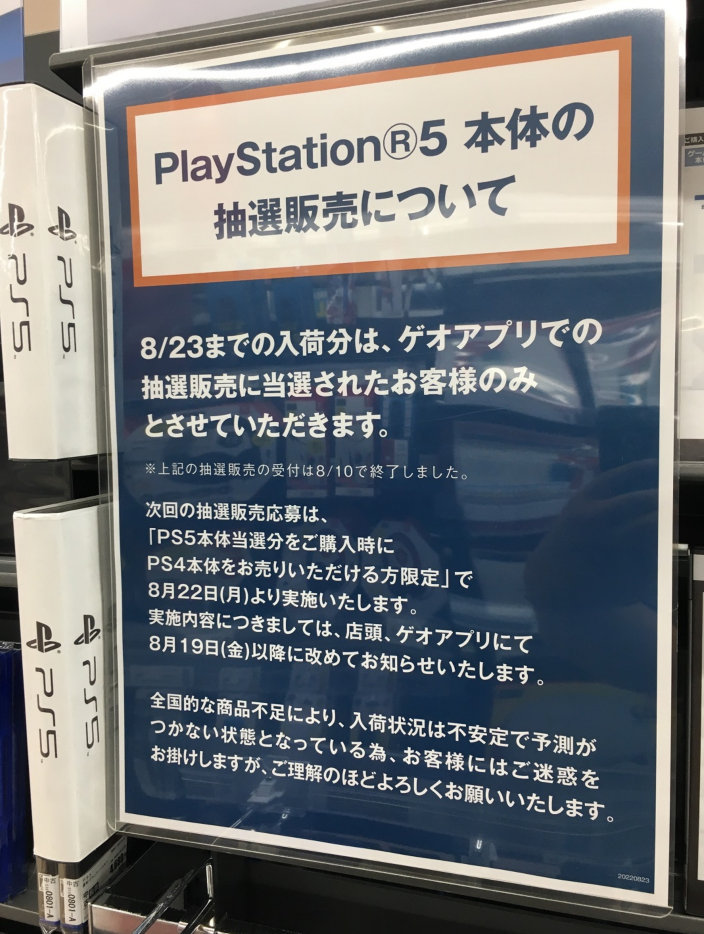 PlayStation®5 本体の
抽選販売について
8/23までの入荷分は、ゲオアプリでの
抽選販売に当選されたお客様のみ
とさせていただきます。
※上記の抽選販売の受付は8/10で終了しました。
次回の抽選販売応募は、
「PS5本体当選分をご購入時に
PS4本体をお売りいただける方限定」で
8月22日(月)より実施いたします。
実施内容につきましては、店頭、ゲオアプリにて
8月19日(金)以降に改めてお知らせいたします。
全国的な商品不足により、入荷状況は不安定で予測が
つかない状態となっている為、お客様にはご迷惑を
お掛けしますが、ご理解のほどよろしくお願いいたします。
20220823
PS5
PS5
PS5
PS5
中古
0801-A
中古
0801-A
ご購入